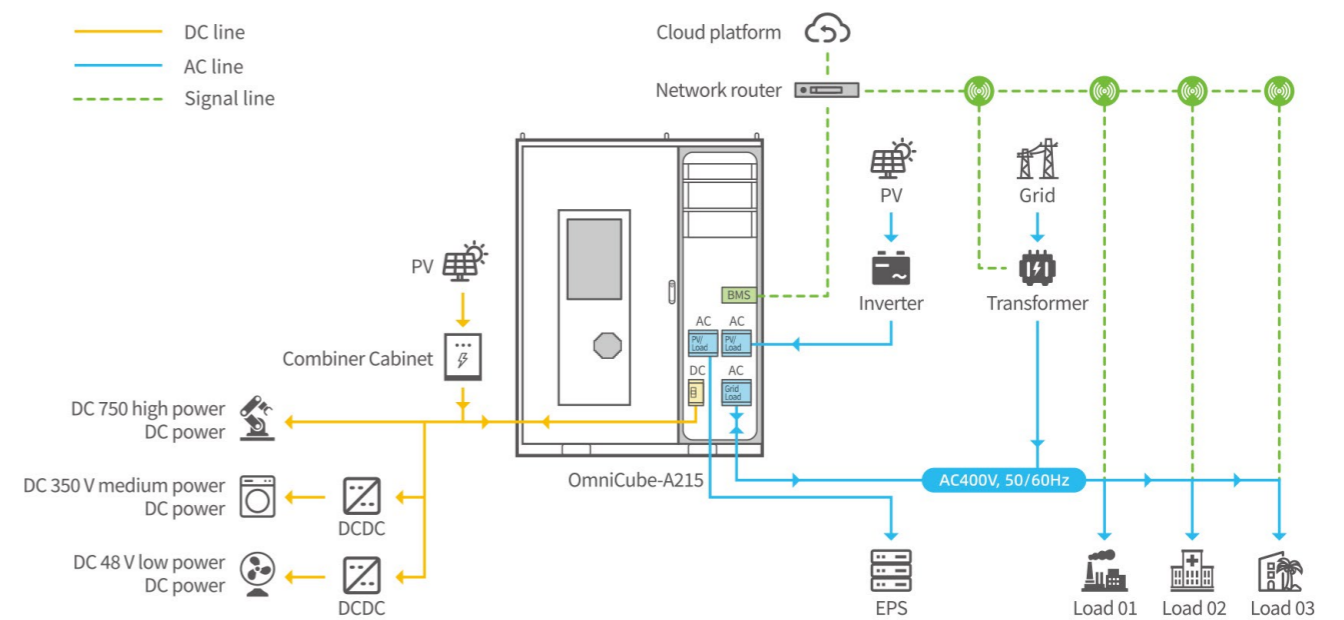 DC line
AC line
Signal line
Cloud platform
Network router
PV
Grid
PV
BMS
Inverter
Transformer
AC
AC
PV/
Load
PV/
Load
Combiner Cabinet
DC
AC
Grid
Load
DC 750 high power
DC power
OmniCube-A215
AC400V, 50/60Hz
DC 350 V medium power
DC power
DCDC
DC 48 V low power
DC power
DCDC
EPS
Load 01
Load 02
Load 03